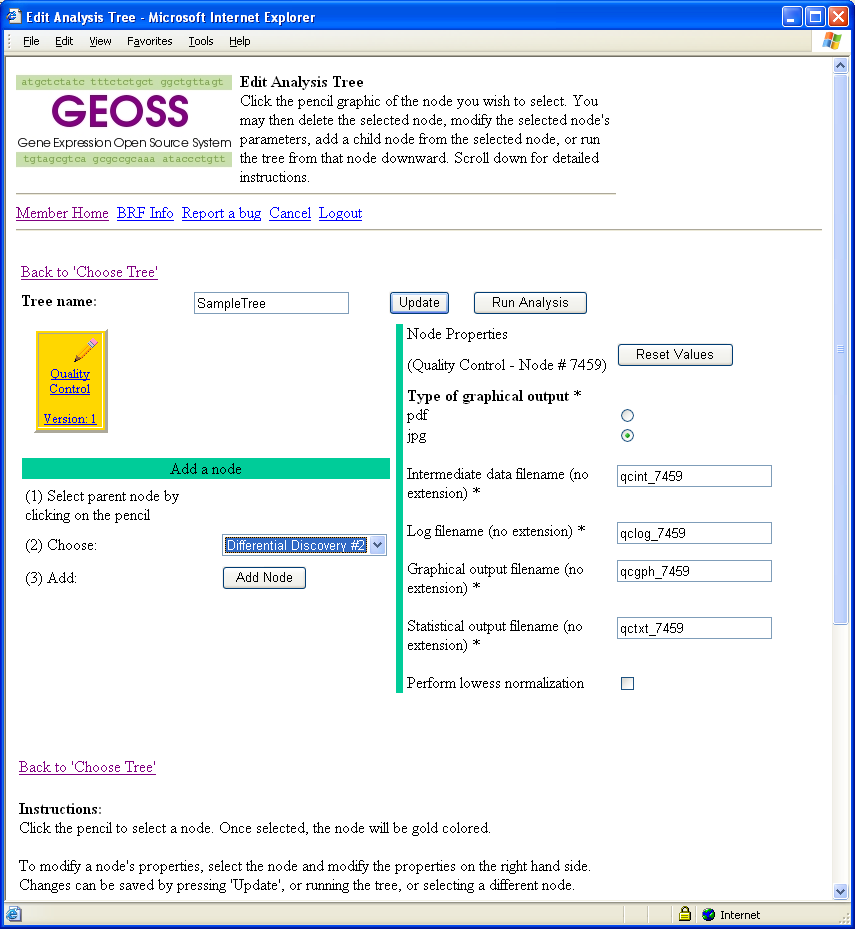 Edit Analysis Tree - Microsoft Internet Explorer
File Edit View Favorites Tools Help
atgctctatc tttctctgct ggctgttagt
GEOSS
Gene Expression Open Source System
tgtagcgtca gcgccgcaaa ataccctgtt
Edit Analysis Tree
Click the pencil graphic of the node you wish to select. You
may then delete the selected node, modify the selected node's
parameters, add a child node from the selected node, or run
the tree from that node downward. Scroll down for detailed
instructions.
Member Home BRF Info Report a bug Cancel Logout
Back to 'Choose Tree'
Tree name: SampleTree Update Run Analysis
Quality
Control
Version: 1
Add a node
(1) Select parent node by
clicking on the pencil
(2) Choose: Differential Discovery #2
(3) Add: Add Node
Node Properties
(Quality Control - Node # 7459) Reset Values
Type of graphical output *
pdf
jpg
Intermediate data filename (no
extension) * qcint_7459
Log filename (no extension) * qclog_7459
Graphical output filename (no
extension) * qcgph_7459
Statistical output filename (no
extension) * qctxt_7459
Perform lowess normalization
Back to 'Choose Tree'
Instructions:
Click the pencil to select a node. Once selected, the node will be gold colored.
To modify a node's properties, select the node and modify the properties on the right hand side.
Changes can be saved by pressing 'Update', or running the tree, or selecting a different node.
Internet